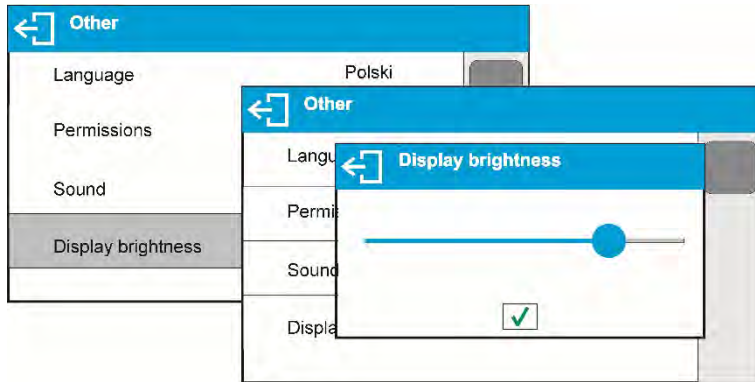 Other
Language Polski
Permissions
Sound
Display brightness
Other
Langu
Permi
Sound
Displa
Display brightness